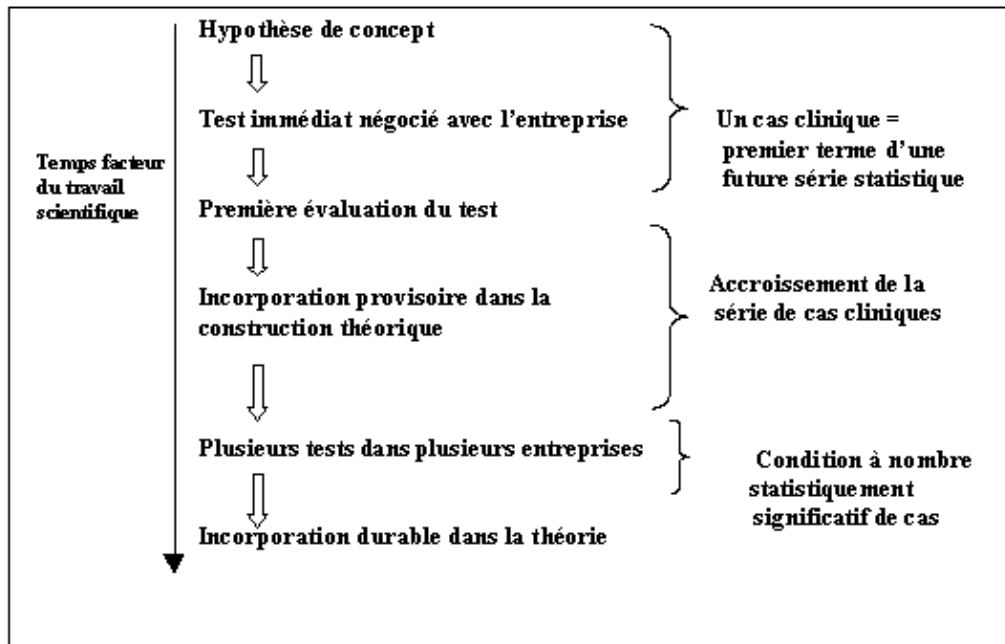 Hypothèse de concept
Test immédiat négocié avec l'entreprise
Un cas clinique =
premier terme d'une
future série statistique
Temps facteur
du travail
scientifique
Première évaluation du test
Incorporation provisoire dans la
construction théorique
Accroissement de la
série de cas cliniques
Plusieurs tests dans plusieurs entreprises
Condition à nombre
statistiquement
significatif de cas
Incorporation durable dans la théorie